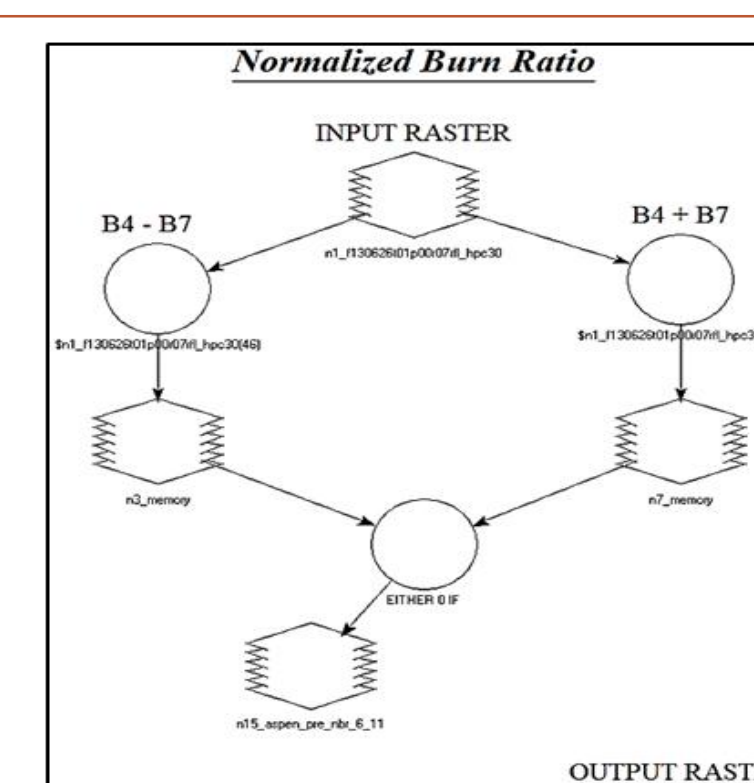 Normalized Burn Ratio
INPUT RASTER
B4 - B7
B4 + B7
n1_f130626t01p00r07rfl_hpc30
$n1_f130626t01p00r07rfl_hpc30(46)
$n1_f130626t01p00r07rfl_hpc3
n3_memory
n7_memory
EITHER 0 IF
n15_aspen_pre_nbr_6_11
OUTPUT RAST